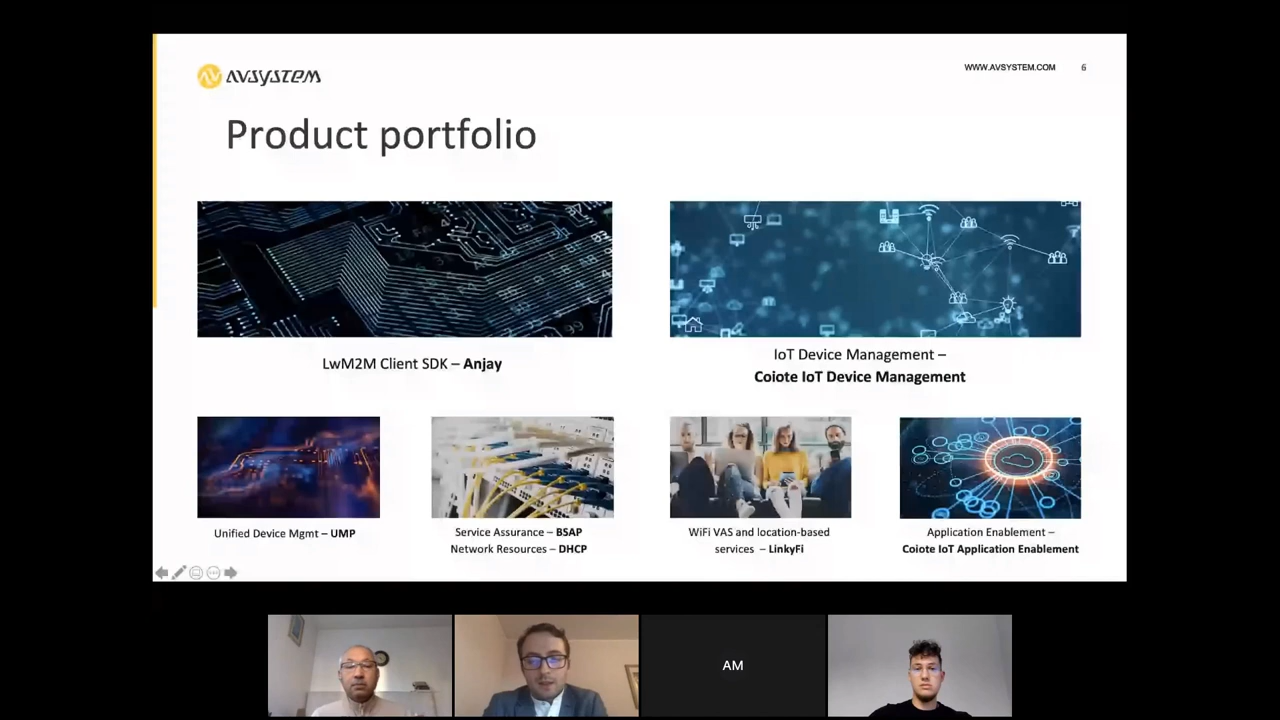 AVSYSTEM
WWW.AVSYSTEM.COM 6
Product portfolio
LwM2M Client SDK – Anjay
IoT Device Management –
Coiote IoT Device Management
Unified Device Mgmt – UMP
Service Assurance – BSAP
Network Resources – DHCP
WiFi VAS and location-based
services – LinkyFi
Application Enablement –
Coiote IoT Application Enablement
AM